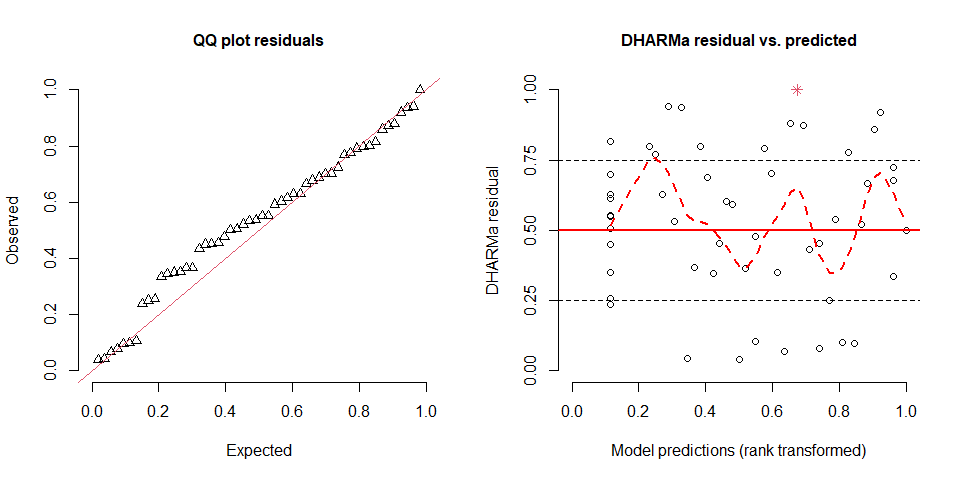 QQ plot residuals
Observed
0.0 0.2 0.4 0.6 0.8 1.0
0.0 0.2 0.4 0.6 0.8 1.0
Expected
DHARMa residual vs. predicted
DHARMa residual
0.00 0.25 0.50 0.75 1.00
0.0 0.2 0.4 0.6 0.8 1.0
Model predictions (rank transformed)